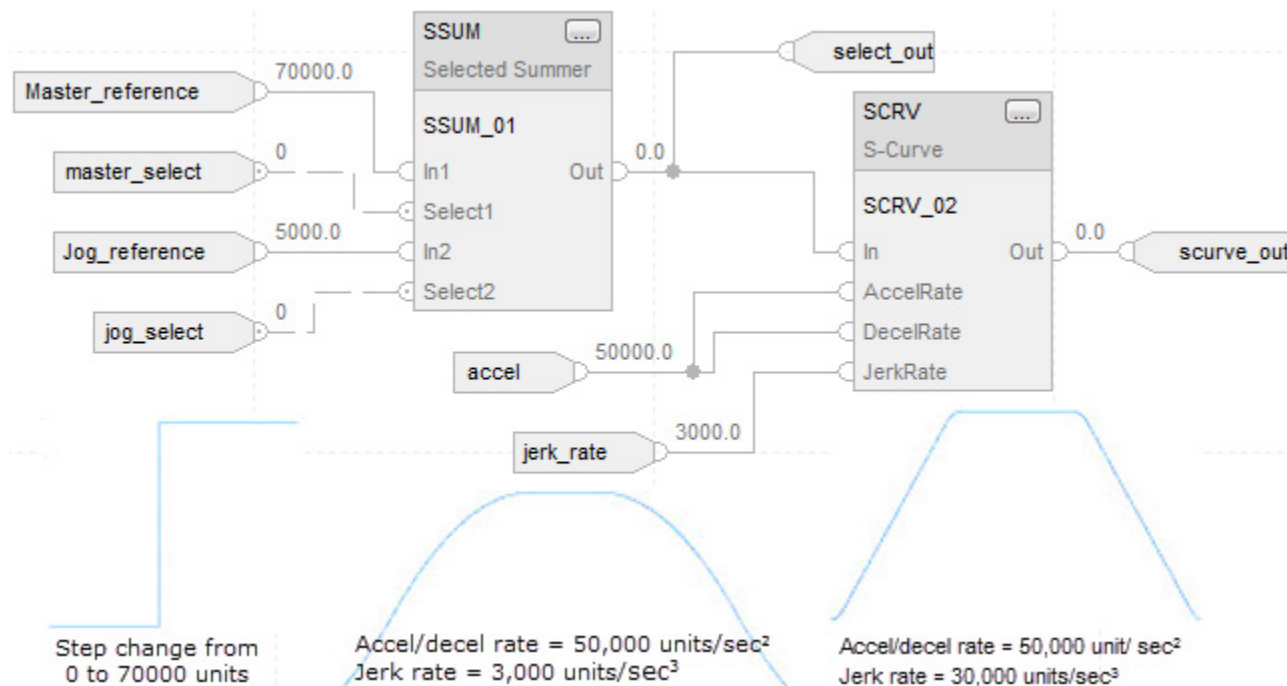 SSUM
...
Selected Summer
select_out
70000.0
Master_reference
SSUM_01
SCRV
...
S-Curve
0
master_select
In1
Out
0.0
Select1
SCRV_02
Jog_reference
5000.0
In2
In
Out
0.0
scurve_out
Select2
AccelRate
0
jog_select
DecelRate
accel
50000.0
JerkRate
jerk_rate
3000.0
Step change from
0 to 70000 units
Accel/decel rate = 50,000 units/sec²
Jerk rate = 3,000 units/sec³
Accel/decel rate = 50,000 unit/ sec²
Jerk rate = 30,000 units/sec³